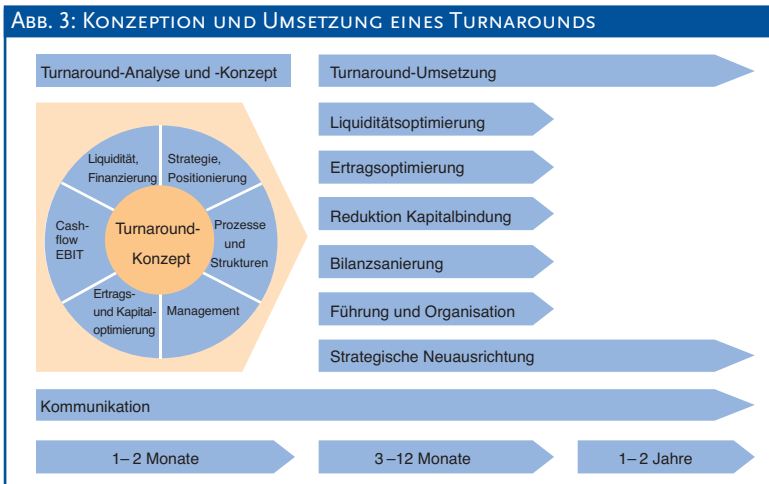 ABB. 3: KONZEPTION UND UMSETZUNG EINES TURNAROUNDS
Turnaround-Analyse und -Konzept
Turnaround-Umsetzung
Liquidität,
Finanzierung
Strategie,
Positionierung
Cash-
flow
EBIT
Turnaround-
Konzept
Prozesse
und
Strukturen
Ertrags-
und Kapital-
optimierung
Management
Liquiditätsoptimierung
Ertragsoptimierung
Reduktion Kapitalbindung
Bilanzsanierung
Führung und Organisation
Strategische Neuausrichtung
Kommunikation
1–2 Monate
3–12 Monate
1–2 Jahre